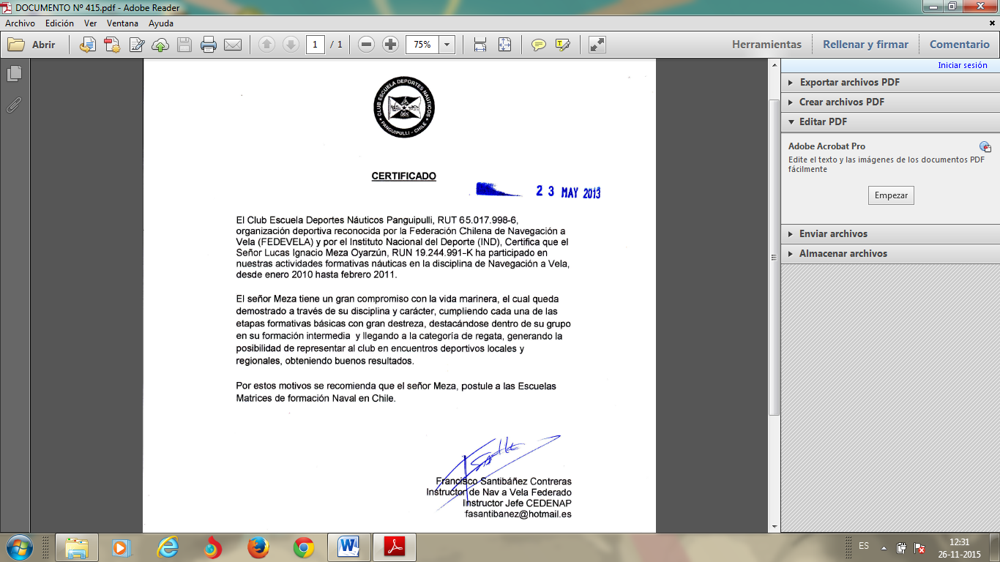 DOCUMENTO Nº 415.pdf - Adobe Reader
Archivo Edición Ver Ventana Ayuda
Abrir 1 / 1 75% Herramientas Rellenar y firmar Comentario
Iniciar sesión
Exportar archivos PDF
Crear archivos PDF
Editar PDF
Adobe Acrobat Pro
Edite el texto y las imágenes de los documentos PDF
fácilmente
Empezar
Enviar archivos
Almacenar archivos
CLUB ESCUELA DEPORTES NAUTICOS
PANGUIPULLI - CHILE
CERTIFICADO
23 MAY 2013
El Club Escuela Deportes Náuticos Panguipulli, RUT 65.017.998-6,
organización deportiva reconocida por la Federación Chilena de Navegación a
Vela (FEDEVELA) y por el Instituto Nacional del Deporte (IND), Certifica que el
Señor Lucas Ignacio Meza Oyarzún, RUN 19.244.991-K ha participado en
nuestras actividades formativas náuticas en la disciplina de Navegación a Vela,
desde enero 2010 hasta febrero 2011.
El señor Meza tiene un gran compromiso con la vida marinera, el cual queda
demostrado a través de su disciplina y carácter, cumpliendo cada una de las
etapas formativas básicas con gran destreza, destacándose dentro de su grupo
en su formación intermedia y llegando a la categoría de regata, generando la
posibilidad de representar al club en encuentros deportivos locales y
regionales, obteniendo buenos resultados.
Por estos motivos se recomienda que el señor Meza, postule a las Escuelas
Matrices de formación Naval en Chile.
Francisco Santibáñez Contreras
Instructor de Nav a Vela Federado
Instructor Jefe CEDENAP
fasantibanez@hotmail.es
ES
12:31
26-11-2015